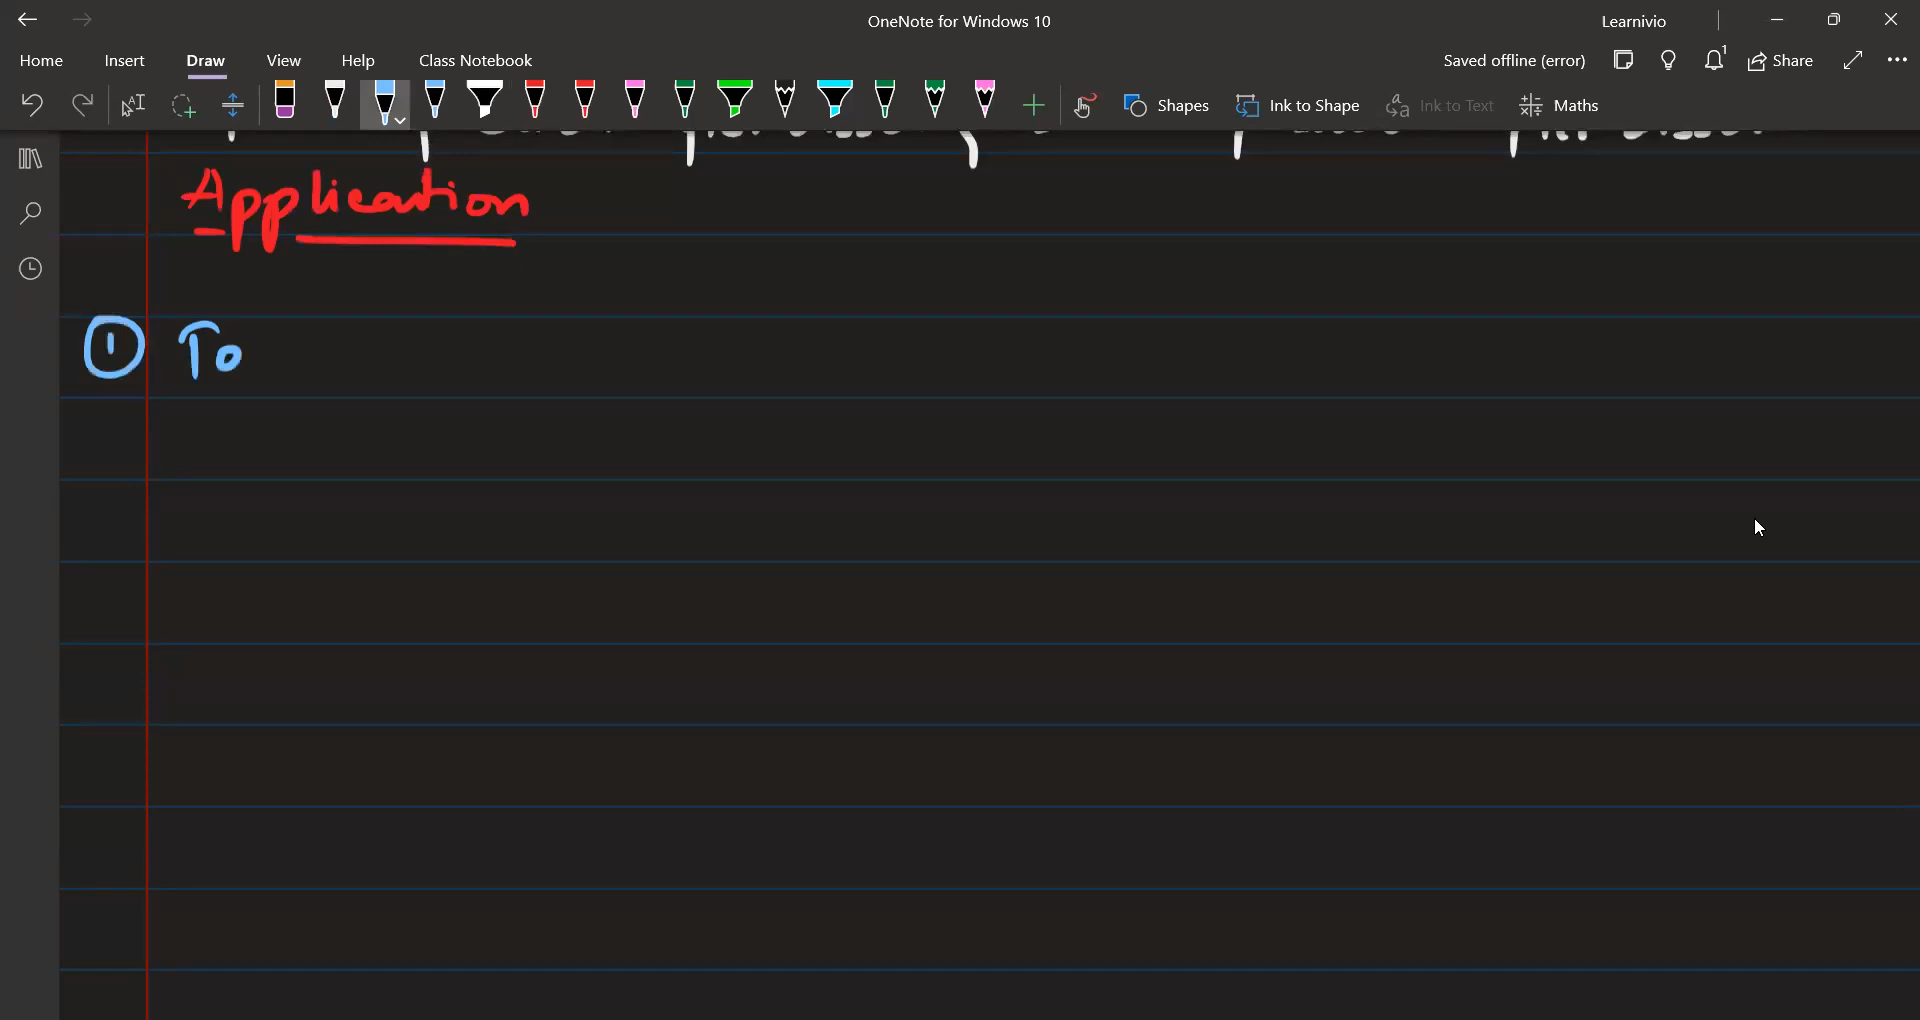 OneNote for Windows 10
Learnivio
Home Insert Draw View Help Class Notebook
Saved offline (error) 1 Share
Shapes Ink to Shape Ink to Text Maths
Application
① To